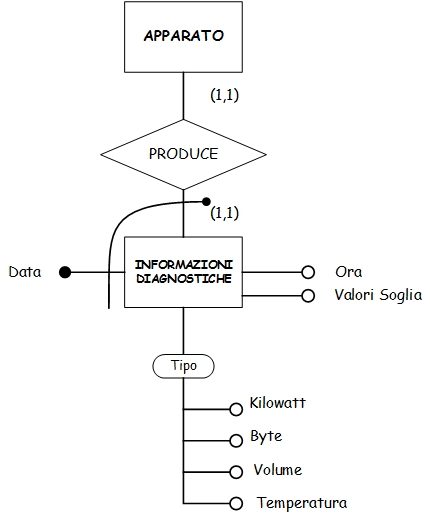 APPARATO
(1,1)
PRODUCE
(1,1)
INFORMAZIONI
DIAGNOSTICHE
Data
Ora
Valori Soglia
Tipo
Kilowatt
Byte
Volume
Temperatura